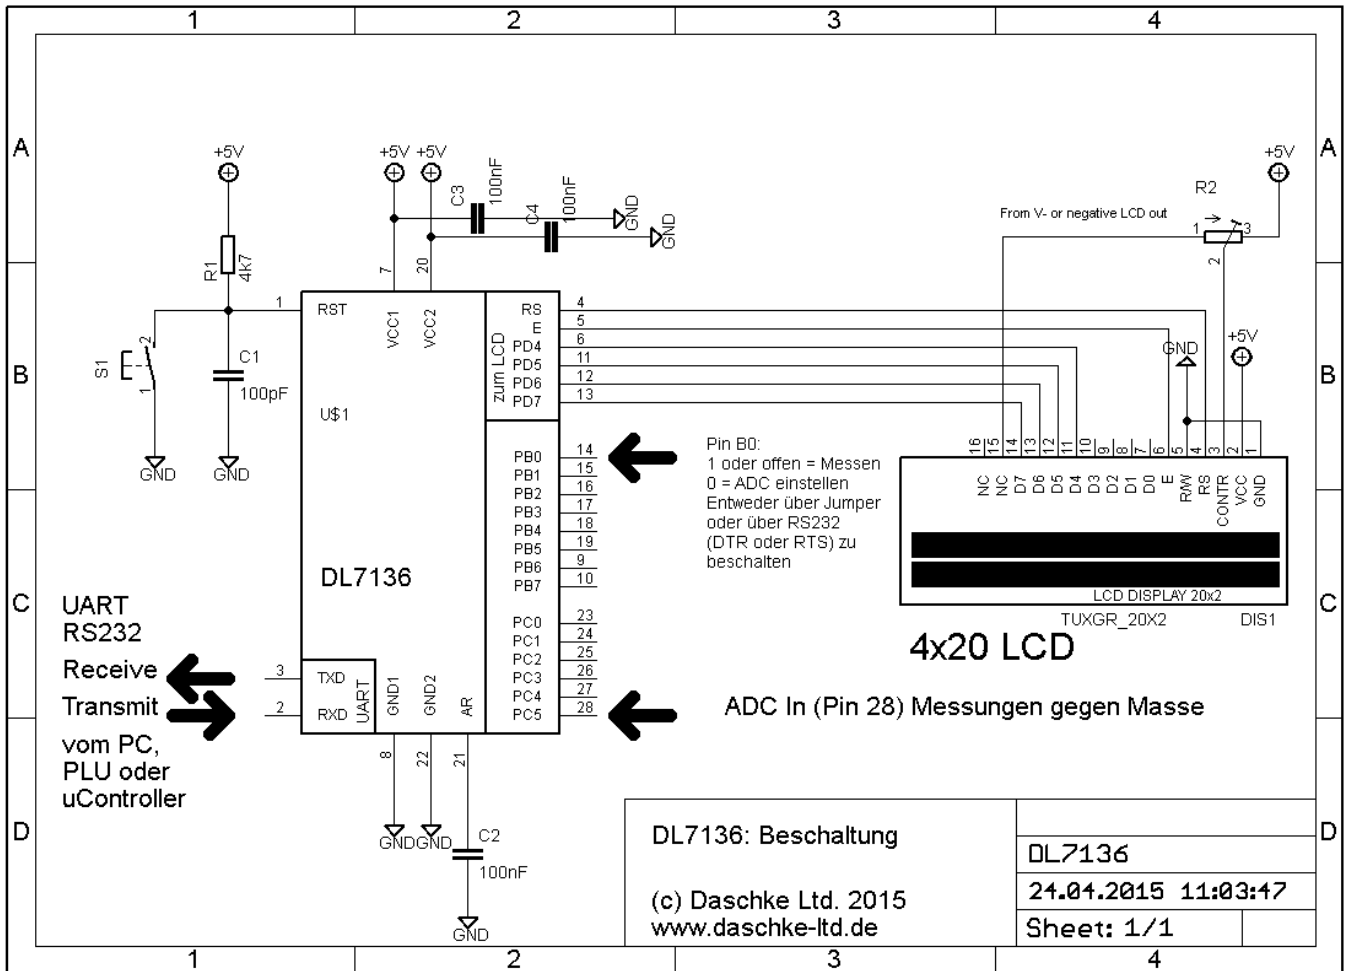 1 2 3 4
A A
B B
C C
D D
1 2 3 4
+5V
R1
4k7
S1
2
1
C1
100pF
GND
GND
+5V +5V
C3
100nF
C4
100nF
GND
GND
7
20
1 RST
VCC1
VCC2
U$1
DL7136
zum LCD
RS 4
E 5
PD4 6
PD5 11
PD6 12
PD7 13
PB0 14
PB1 15
PB2 16
PB3 17
PB4 18
PB5 19
PB6 9
PB7 10
PC0 23
PC1 24
PC2 25
PC3 26
PC4 27
PC5 28
3 TXD
2 RXD
UART
GND1
GND2
AR
8
22
21
GND GND
C2
100nF
GND
UART
RS232
Receive
Transmit
vom PC,
PLU oder
uController
Pin B0:
1 oder offen = Messen
0 = ADC einstellen
Entweder über Jumper
oder über RS232
(DTR oder RTS) zu
beschalten
ADC In (Pin 28) Messungen gegen Masse
From V- or negative LCD out
R2
+5V
1
3
2
GND
+5V
16 15 14 13 12 11 10 9 8 7 6 5 4 3 2 1
NC NC D7 D6 D5 D4 D3 D2 D1 D0 E R/W RS CONTR VCC GND
LCD DISPLAY 20x2
TUXGR_20X2 DIS1
4x20 LCD
DL7136: Beschaltung
(c) Daschke Ltd. 2015
www.daschke-ltd.de
DL7136
24.04.2015 11:03:47
Sheet: 1/1